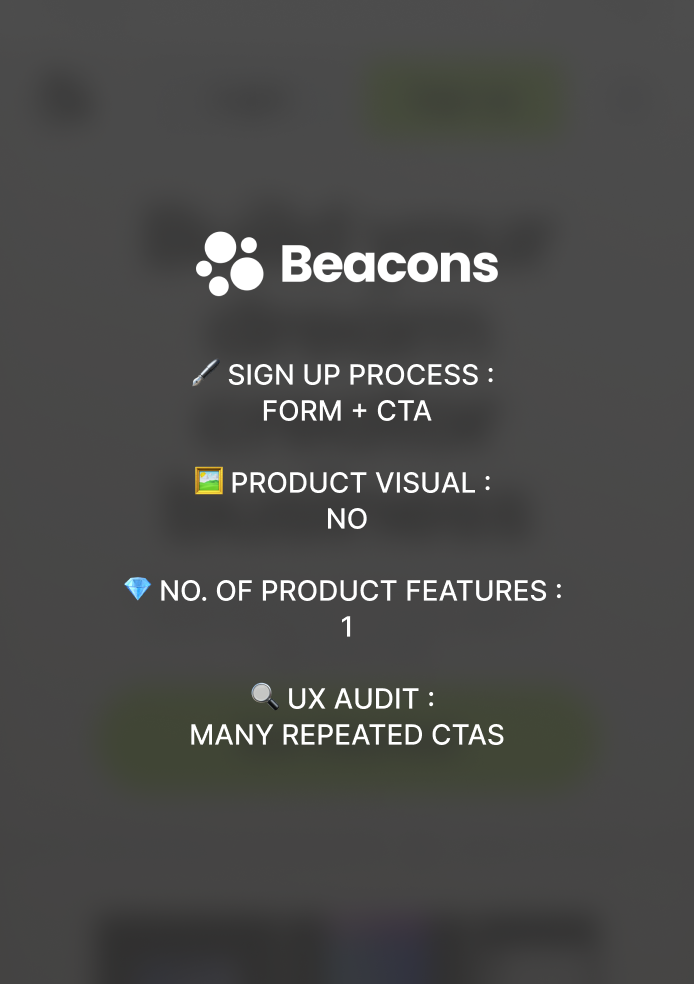 Beacons
🖌️ SIGN UP PROCESS :
FORM + CTA
🖼️ PRODUCT VISUAL :
NO
💎 NO. OF PRODUCT FEATURES :
1
🔍 UX AUDIT :
MANY REPEATED CTAS